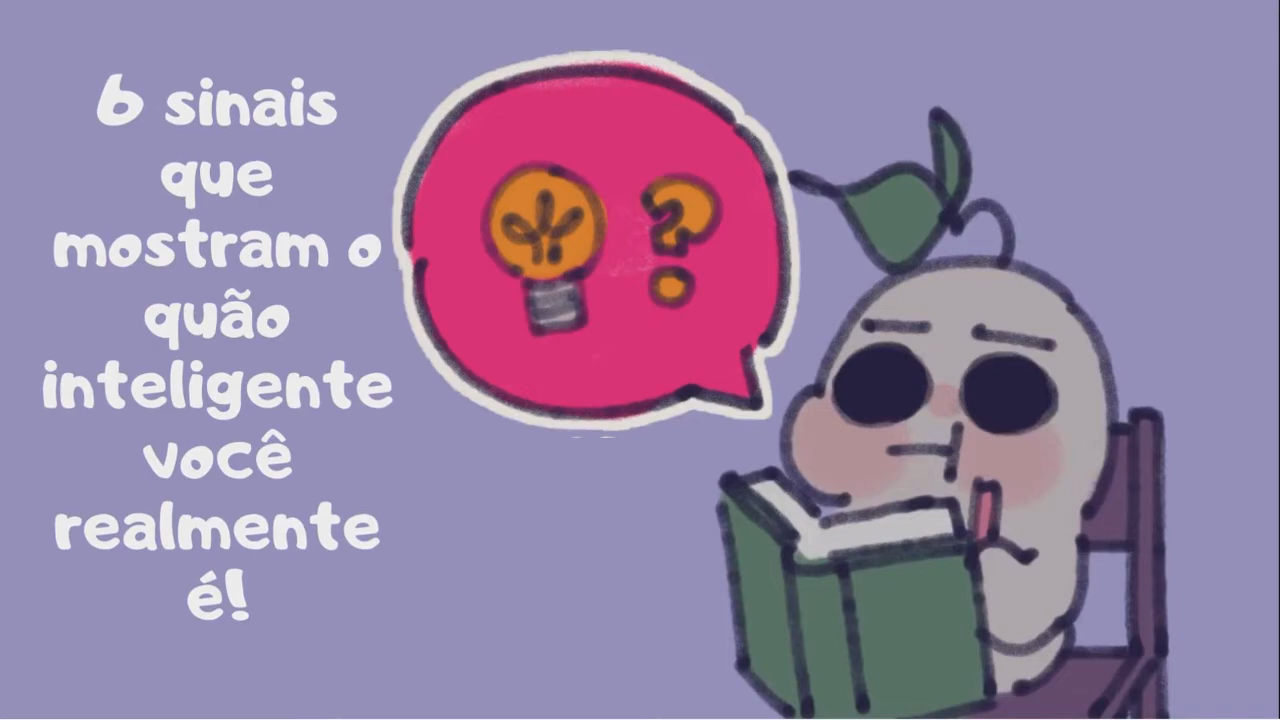 6 sinais
que
mostram o
quão
inteligente
você
realmente
é!
?